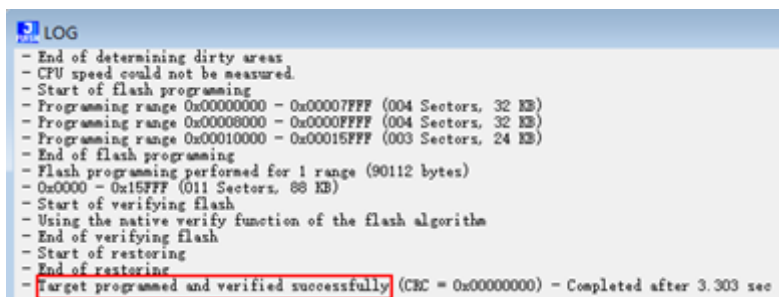 LOG
- End of determining dirty areas
- CPU speed could not be measured.
- Start of flash programming
- Programming range 0x00000000 - 0x00007FFF (004 Sectors, 32 KB)
- Programming range 0x00008000 - 0x0000FFFF (004 Sectors, 32 KB)
- Programming range 0x00010000 - 0x00015FFF (003 Sectors, 24 KB)
- End of flash programming
- Flash programming performed for 1 range (90112 bytes)
- 0x0000 - 0x15FFF (011 Sectors, 88 KB)
- Start of verifying flash
- Using the native verify function of the flash algorithm
- End of verifying flash
- Start of restoring
- End of restoring
- Target programmed and verified successfully (CRC = 0x00000000) - Completed after 3.303 sec